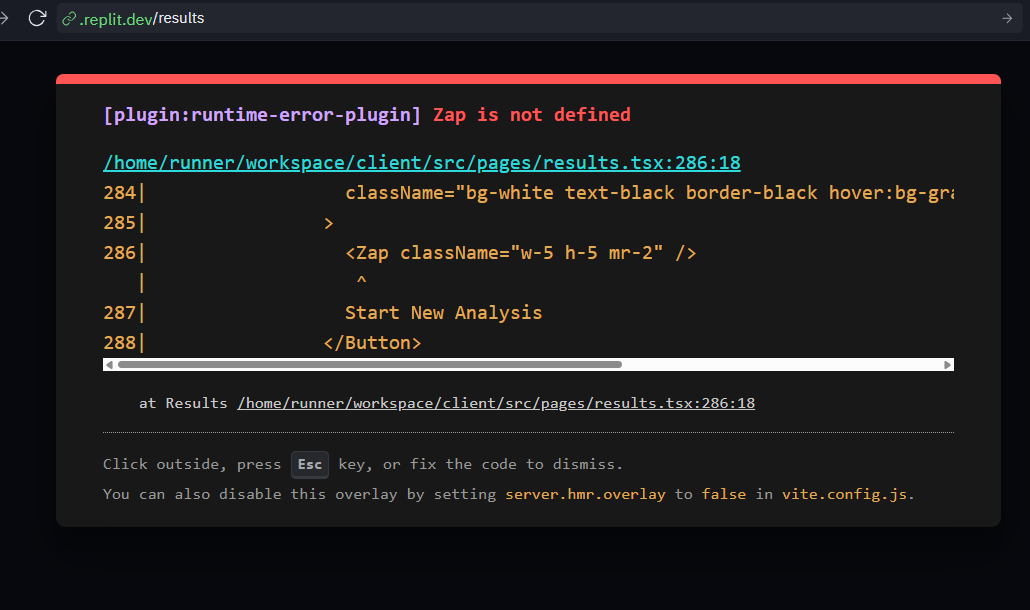 .replit.dev/results
[plugin:runtime-error-plugin] Zap is not defined
/home/runner/workspace/client/src/pages/results.tsx:286:18
284| className="bg-white text-black border-black hover:bg-gra
285| >
286| <Zap className="w-5 h-5 mr-2" />
| ^
287| Start New Analysis
288| </Button>
at Results /home/runner/workspace/client/src/pages/results.tsx:286:18
Click outside, press Esc key, or fix the code to dismiss.
You can also disable this overlay by setting server.hmr.overlay to false in vite.config.js.